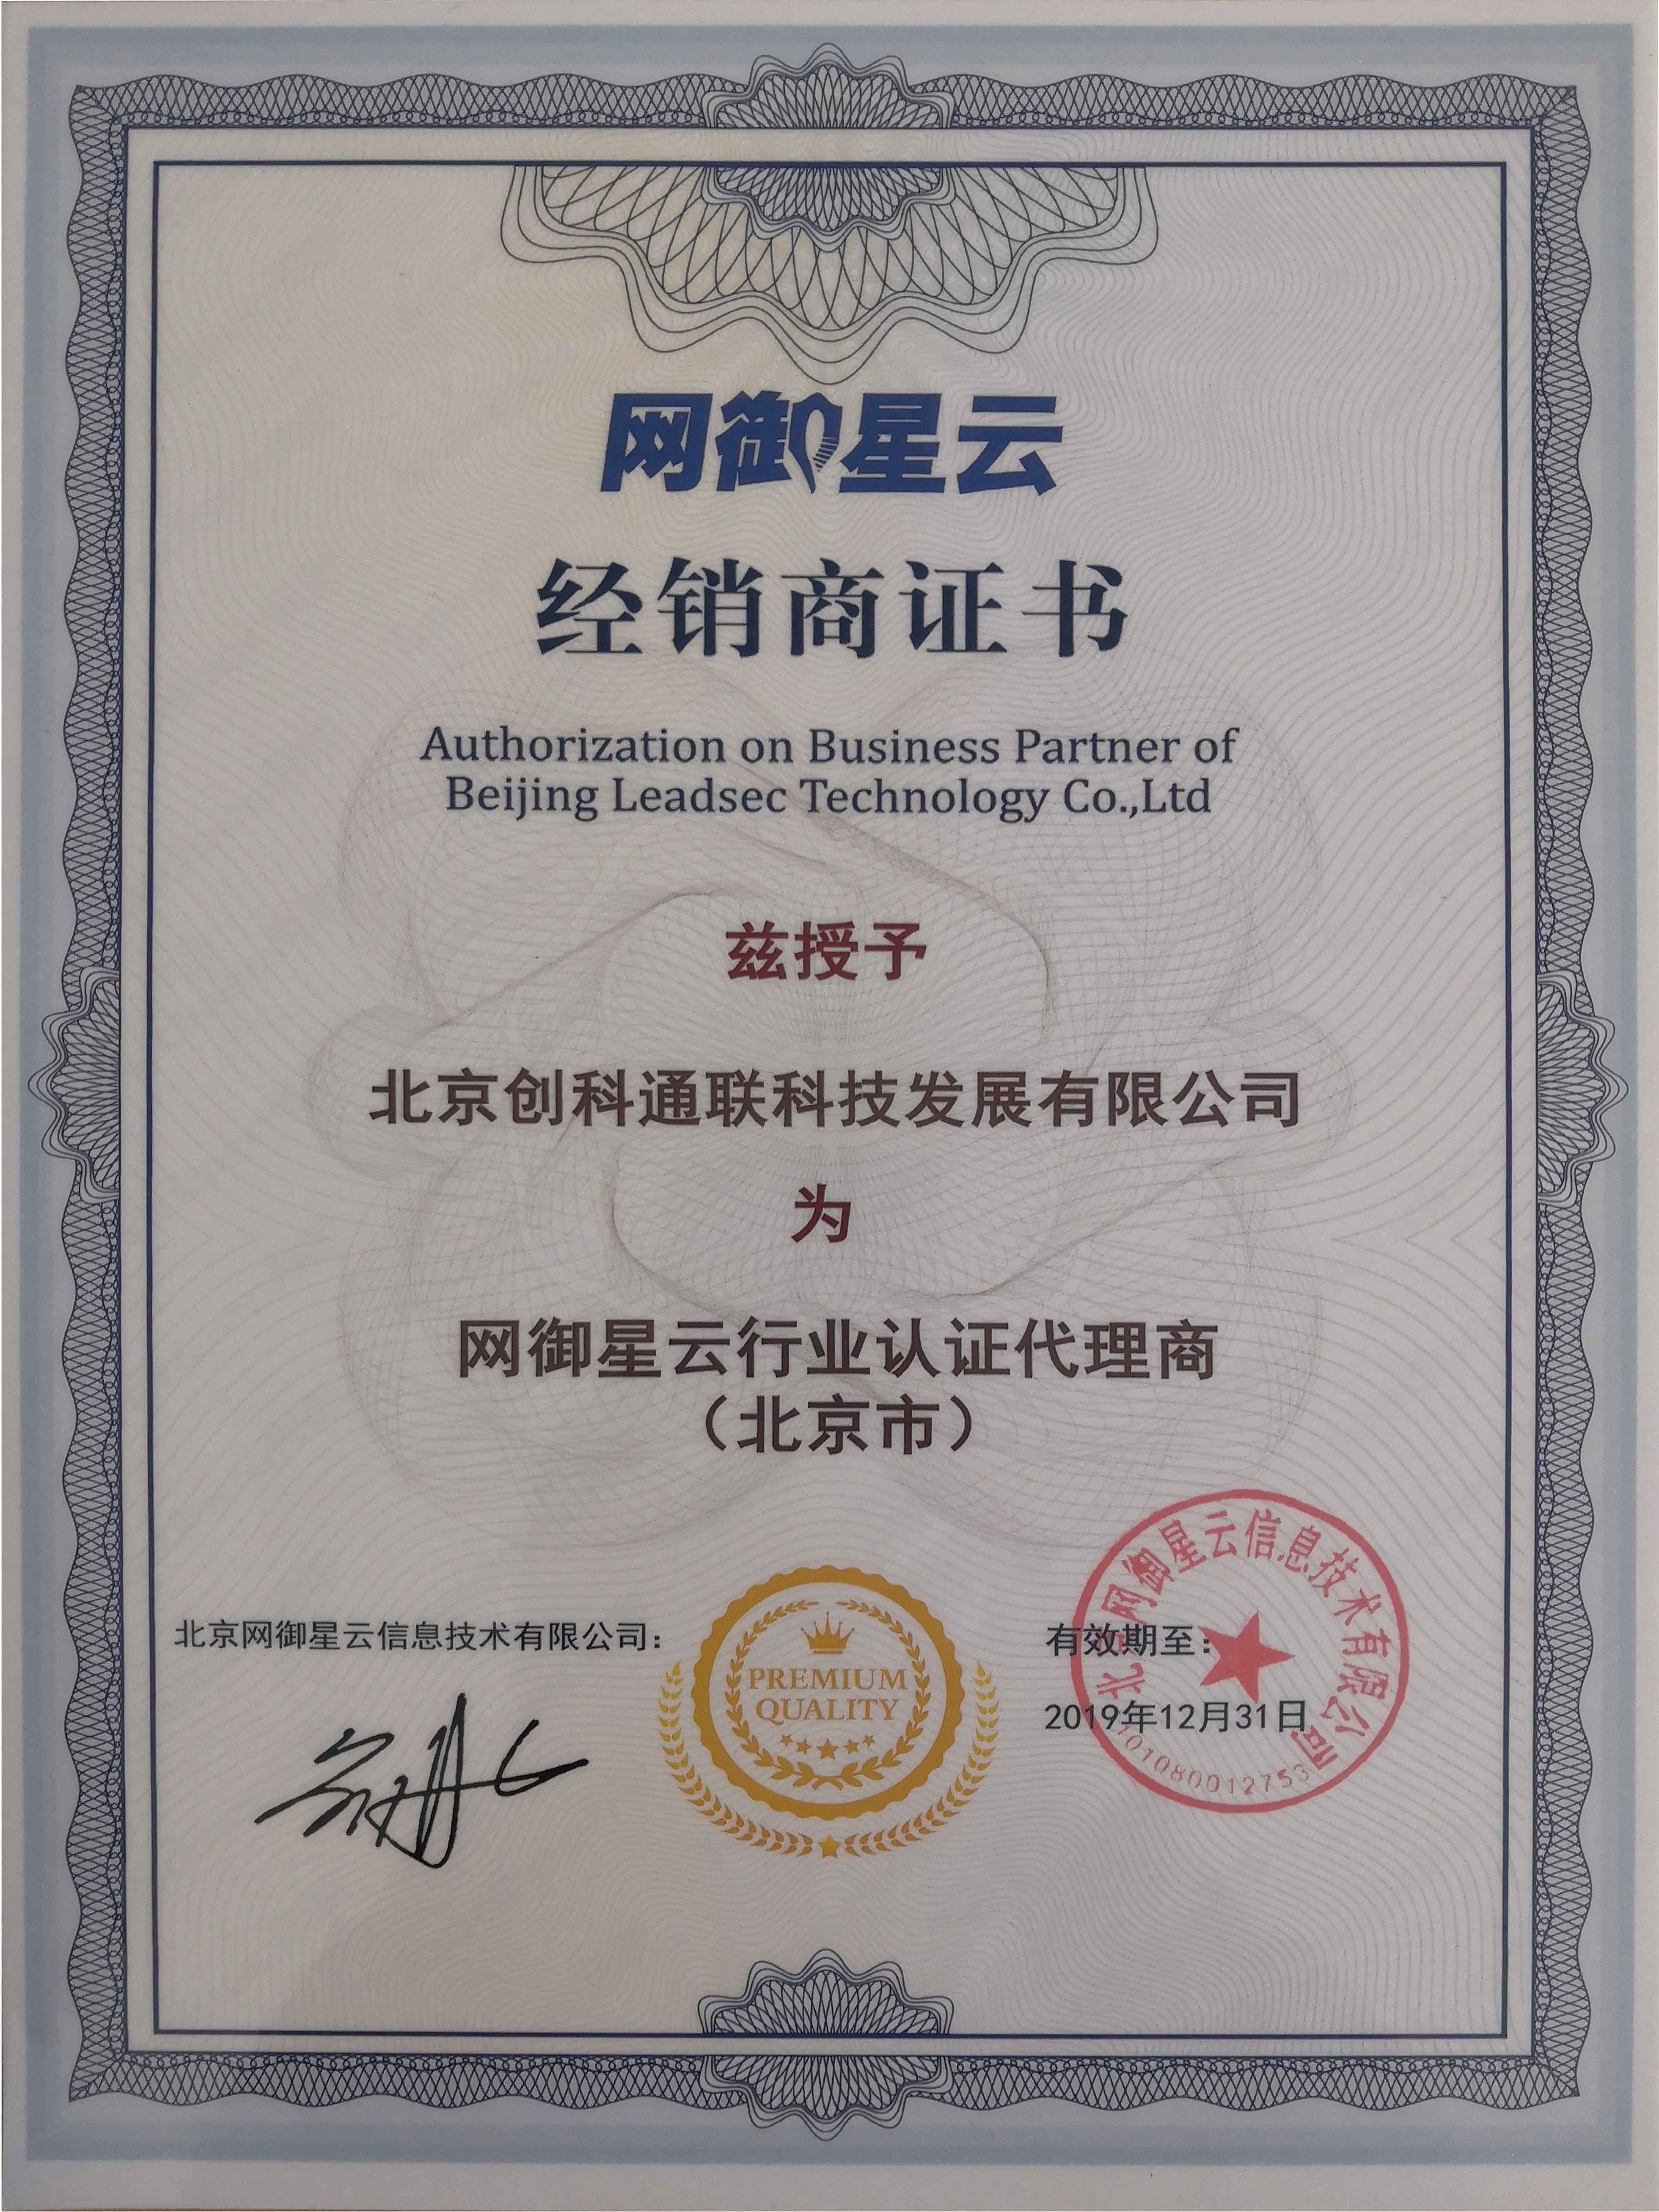 网御星云
经销商证书
Authorization on Business Partner of
Beijing Leadsec Technology Co.,Ltd
兹授予
北京创科通联科技发展有限公司
为
网御星云行业认证代理商
（北京市）
北京网御星云信息技术有限公司：
PREMIUM
QUALITY
有效期至：
2019年12月31日
北京网御星云信息技术有限公司
101080012753